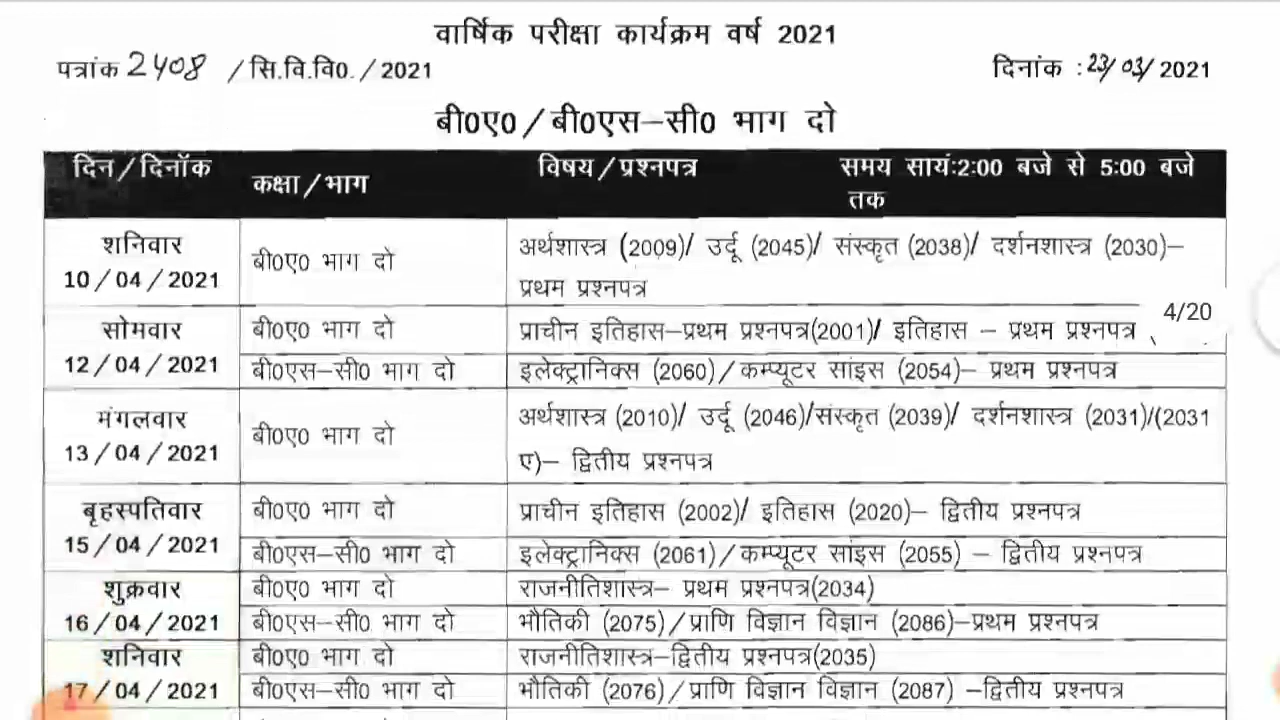 वार्षिक परीक्षा कार्यक्रम वर्ष 2021
पत्रांक 2408 /सि.वि.वि0./2021 दिनांक :23/03/2021
बी0ए0/बी0एस-सी0 भाग दो
दिन/दिनॉक कक्षा/भाग विषय/प्रश्नपत्र समय सायं:2:00 बजे से 5:00 बजे
तक
शनिवार
10/04/2021 बी0ए0 भाग दो अर्थशास्त्र (2009)/ उर्दू (2045)/ संस्कृत (2038)/ दर्शनशास्त्र (2030)–
प्रथम प्रश्नपत्र
4/20
सोमवार बी0ए0 भाग दो प्राचीन इतिहास–प्रथम प्रश्नपत्र(2001)/ इतिहास – प्रथम प्रश्नपत्र
12/04/2021 बी0एस–सी0 भाग दो इलेक्ट्रानिक्स (2060)/कम्प्यूटर सांइस (2054)– प्रथम प्रश्नपत्र
मंगलवार
13/04/2021 बी0ए0 भाग दो अर्थशास्त्र (2010)/ उर्दू (2046)/संस्कृत (2039)/ दर्शनशास्त्र (2031)/(2031
ए)– द्वितीय प्रश्नपत्र
बृहस्पतिवार बी0ए0 भाग दो प्राचीन इतिहास (2002)/ इतिहास (2020)– द्वितीय प्रश्नपत्र
15/04/2021 बी0एस–सी0 भाग दो इलेक्ट्रानिक्स (2061)/कम्प्यूटर सांइस (2055) – द्वितीय प्रश्नपत्र
शुक्रवार बी0ए0 भाग दो राजनीतिशास्त्र– प्रथम प्रश्नपत्र(2034)
16/04/2021 बी0एस–सी0 भाग दो भौतिकी (2075)/प्राणि विज्ञान विज्ञान (2086)–प्रथम प्रश्नपत्र
शनिवार बी0ए0 भाग दो राजनीतिशास्त्र–द्वितीय प्रश्नपत्र(2035)
17/04/2021 बी0एस–सी0 भाग दो भौतिकी (2076)/प्राणि विज्ञान विज्ञान (2087) –द्वितीय प्रश्नपत्र